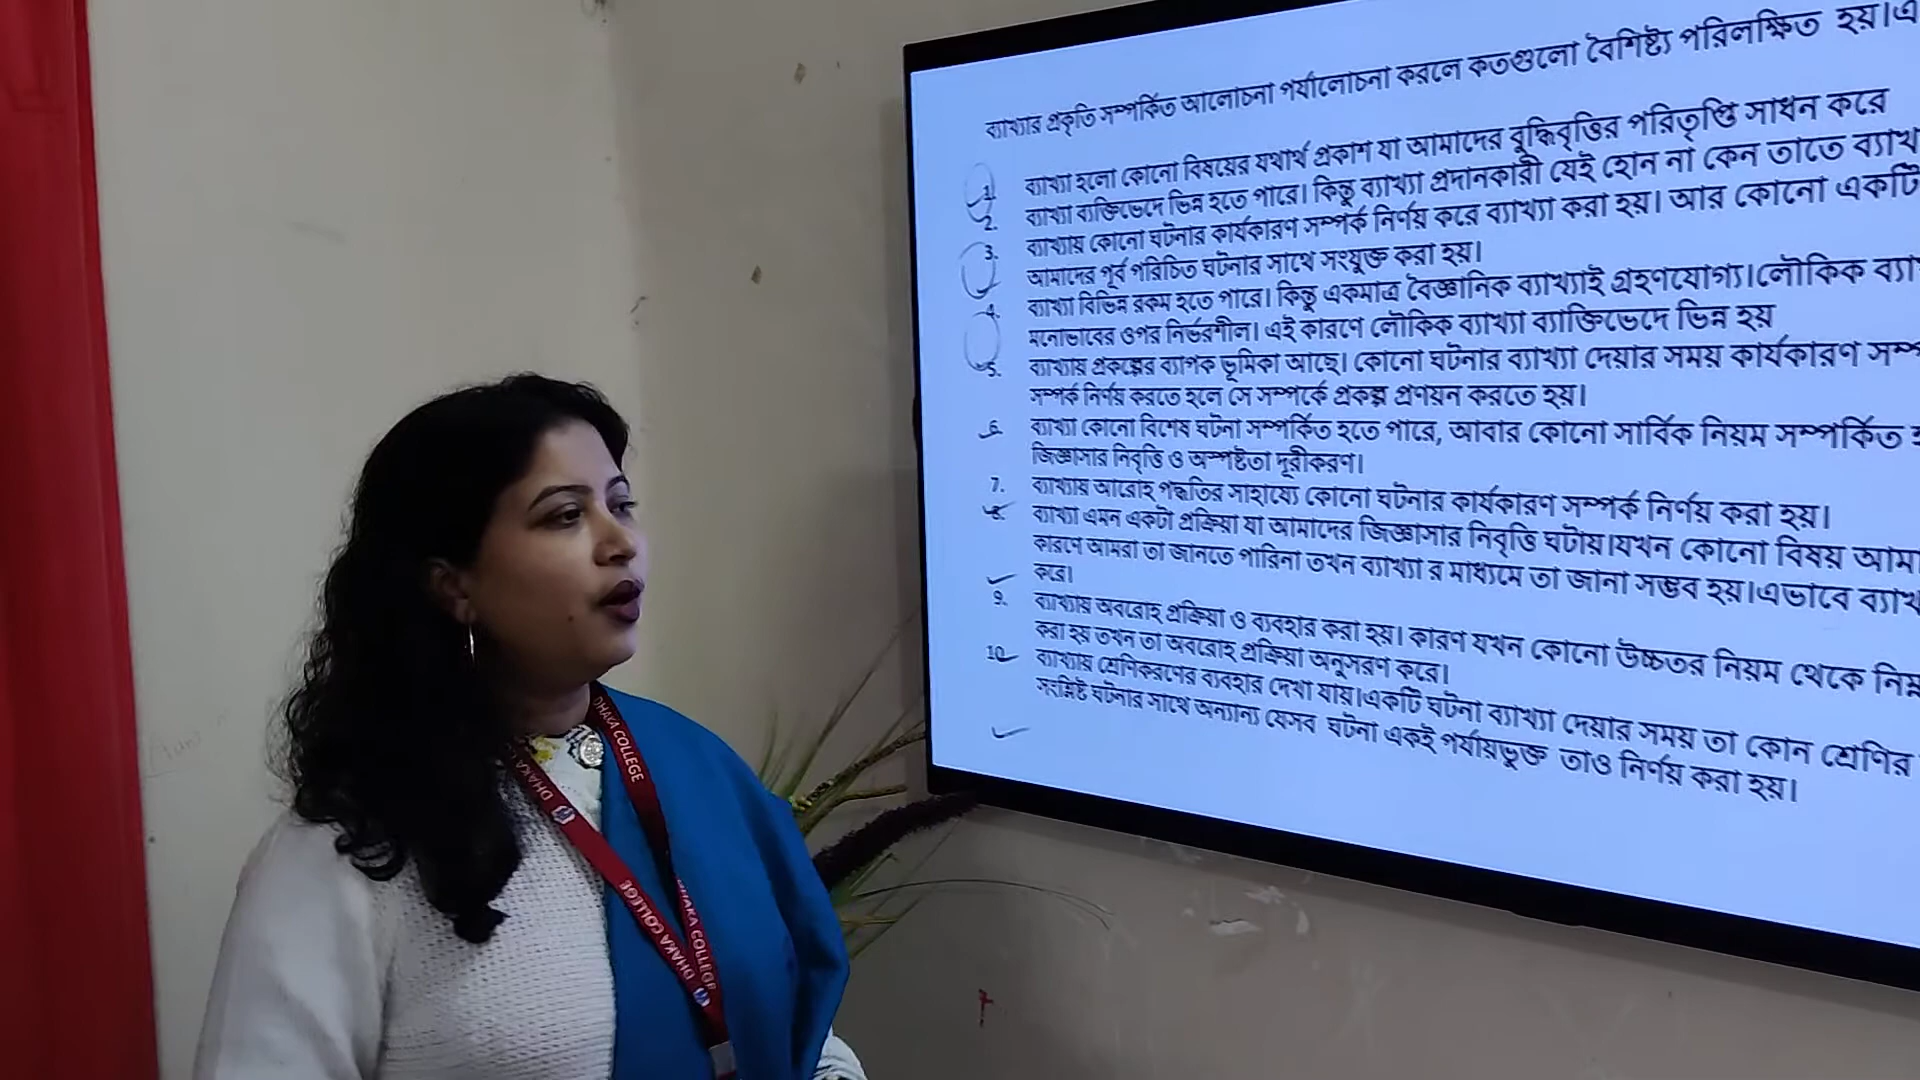 ব্যাখ্যার প্রকৃতি সম্পর্কিত আলোচনা পর্যালোচনা করলে কতগুলো বৈশিষ্ট্য পরিলক্ষিত হয়।এ
1. ব্যাখ্যা হলো কোনো বিষয়ের যথার্থ প্রকাশ যা আমাদের বুদ্ধিবৃত্তির পরিতৃপ্তি সাধন করে
2. ব্যাখ্যা ব্যক্তিভেদে ভিন্ন হতে পারে। কিন্তু ব্যাখ্যা প্রদানকারী যেই হোন না কেন তাতে ব্যাখ
3. ব্যাখ্যায় কোনো ঘটনার কার্যকারণ সম্পর্ক নির্ণয় করে ব্যাখ্যা করা হয়। আর কোনো একটি
আমাদের পূর্ব পরিচিত ঘটনার সাথে সংযুক্ত করা হয়।
4. ব্যাখ্যা বিভিন্ন রকম হতে পারে। কিন্তু একমাত্র বৈজ্ঞানিক ব্যাখ্যাই গ্রহণযোগ্য।লৌকিক ব্যা
মনোভাবের ওপর নির্ভরশীল। এই কারণে লৌকিক ব্যাখ্যা ব্যাক্তিভেদে ভিন্ন হয়
5. ব্যাখ্যায় প্রকল্পের ব্যাপক ভূমিকা আছে। কোনো ঘটনার ব্যাখ্যা দেয়ার সময় কার্যকারণ সম্প
সম্পর্ক নির্ণয় করতে হলে সে সম্পর্কে প্রকল্প প্রণয়ন করতে হয়।
6. ব্যাখ্যা কোনো বিশেষ ঘটনা সম্পর্কিত হতে পারে, আবার কোনো সার্বিক নিয়ম সম্পর্কিত
জিজ্ঞাসার নিবৃত্তি ও অস্পষ্টতা দূরীকরণ।
7. ব্যাখ্যায় আরোহ পদ্ধতির সাহায্যে কোনো ঘটনার কার্যকারণ সম্পর্ক নির্ণয় করা হয়।
8. ব্যাখ্যা এমন একটা প্রক্রিয়া যা আমাদের জিজ্ঞাসার নিবৃত্তি ঘটায়।যখন কোনো বিষয় আমা
কারণে আমরা তা জানতে পারিনা তখন ব্যাখ্যা র মাধ্যমে তা জানা সম্ভব হয়।এভাবে ব্যাখ
করে।
9. ব্যাখ্যায় অবরোহ প্রক্রিয়া ও ব্যবহার করা হয়। কারণ যখন কোনো উচ্চতর নিয়ম থেকে নিম্ন
করা হয় তখন তা অবরোহ প্রক্রিয়া অনুসরণ করে।
10. ব্যাখ্যায় শ্রেণিকরণের ব্যবহার দেখা যায়।একটি ঘটনা ব্যাখ্যা দেয়ার সময় তা কোন শ্রেণির
সংশ্লিষ্ট ঘটনার সাথে অন্যান্য যেসব ঘটনা একই পর্যায়ভুক্ত তাও নির্ণয় করা হয়।
DHAKA COLLEGE
DHAKA
DHAKA COLLEGE
DHAKA COLLEGE